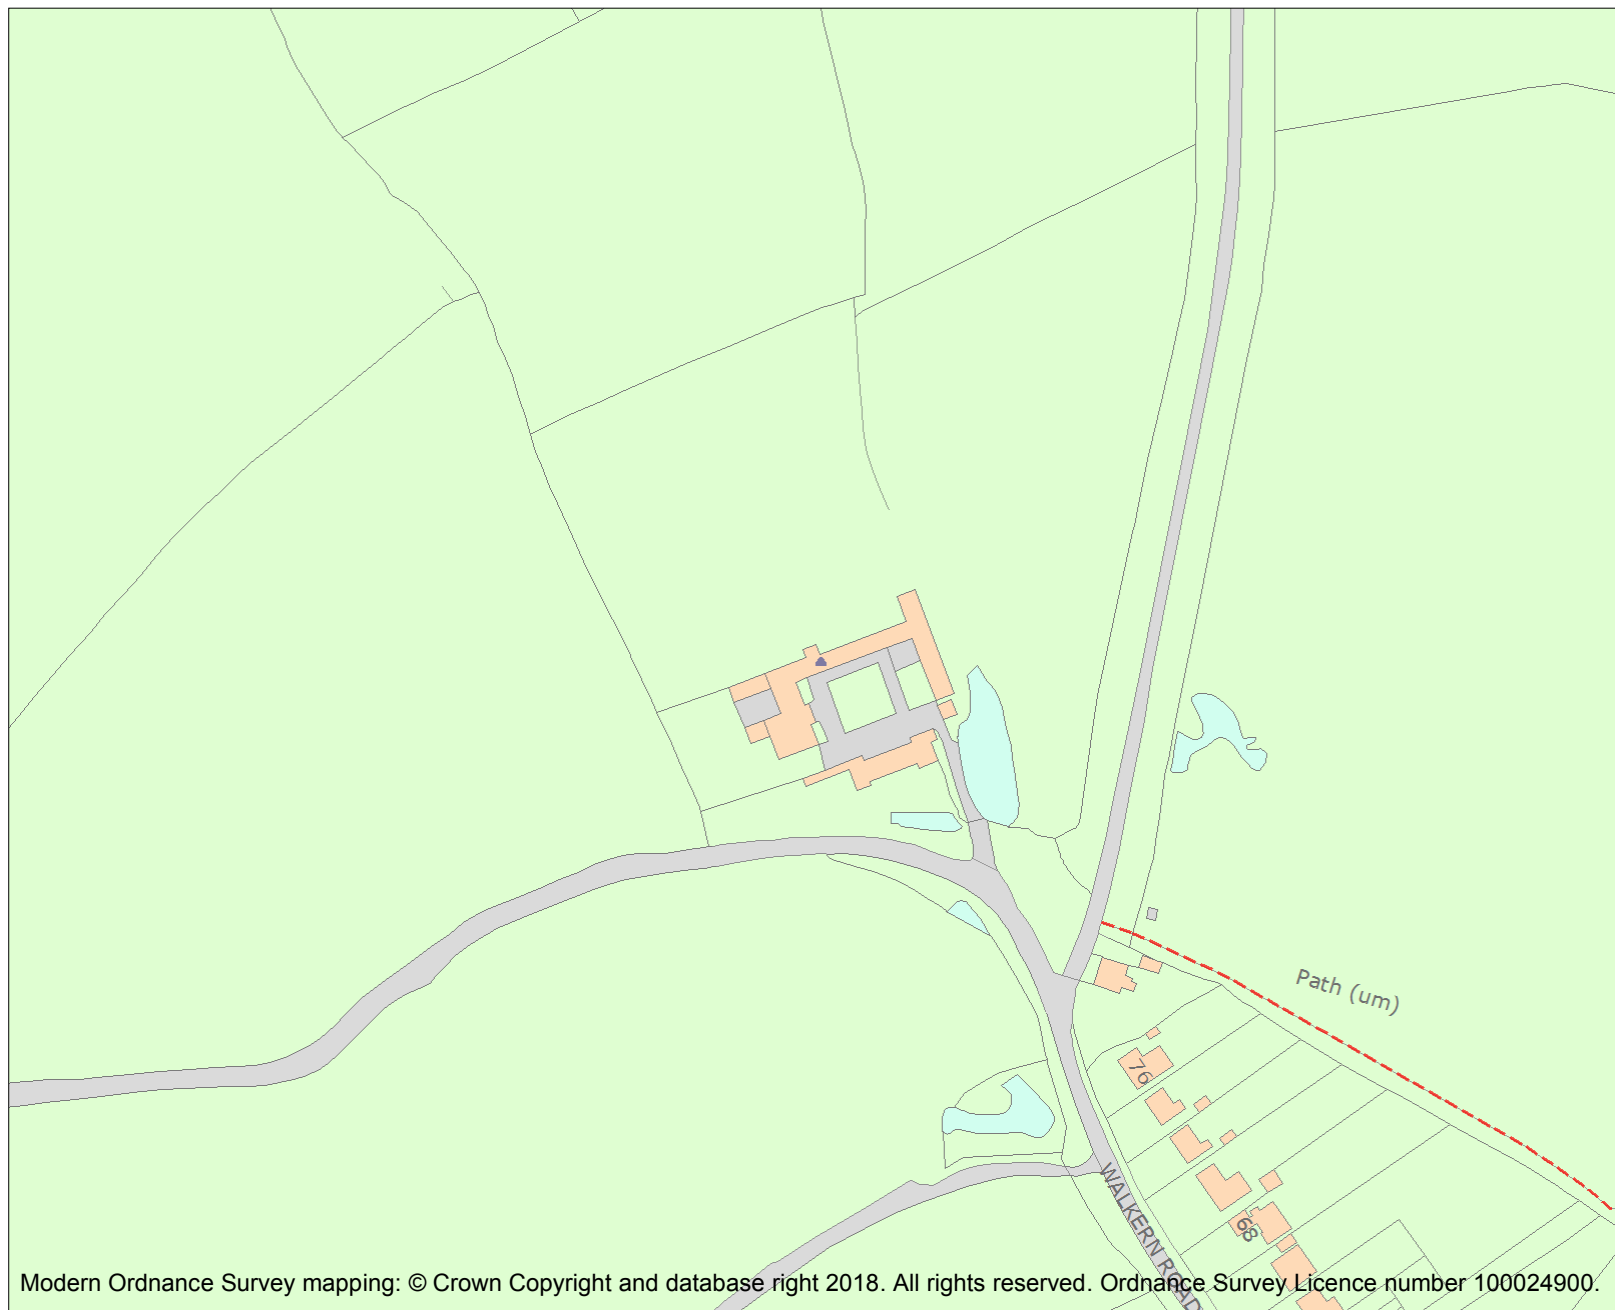 Path (um)
76
68
WALKERN ROAD
Modern Ordnance Survey mapping: © Crown Copyright and database right 2018. All rights reserved. Ordnance Survey Licence number 100024900.